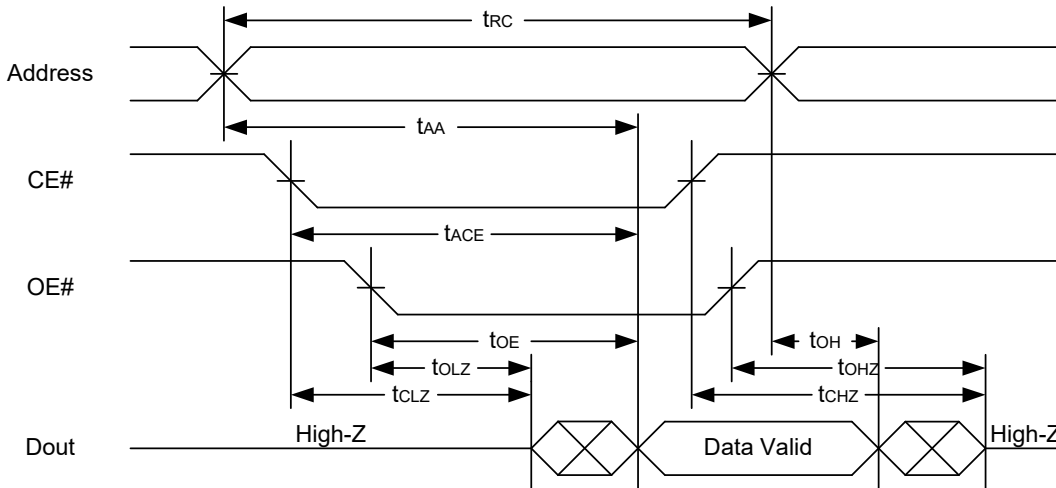 tRC
Address
tAA
CE#
tACE
OE#
tOE
tOH
tOLZ
tOHZ
tCLZ
tCHZ
Dout
High-Z
Data Valid
High-Z